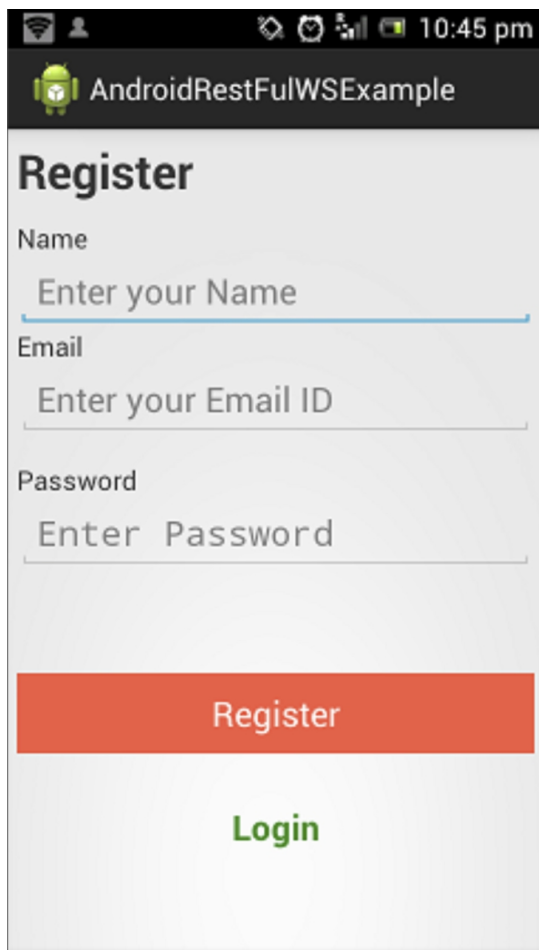 10:45 pm
AndroidRestFulWSExample
Register
Name
Enter your Name
Email
Enter your Email ID
Password
Enter Password
Register
Login